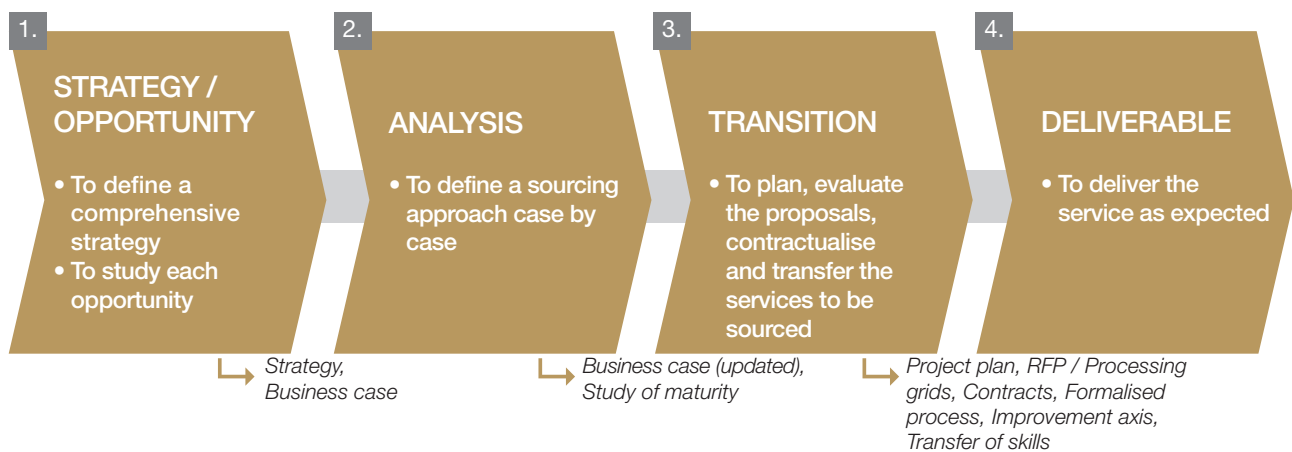 1.
STRATEGY /
OPPORTUNITY
• To define a
comprehensive
strategy
• To study each
opportunity
Strategy,
Business case
2.
ANALYSIS
• To define a sourcing
approach case by
case
Business case (updated),
Study of maturity
3.
TRANSITION
• To plan, evaluate
the proposals,
contractualise
and transfer the
services to be
sourced
Project plan, RFP / Processing
grids, Contracts, Formalised
process, Improvement axis,
Transfer of skills
4.
DELIVERABLE
• To deliver the
service as expected